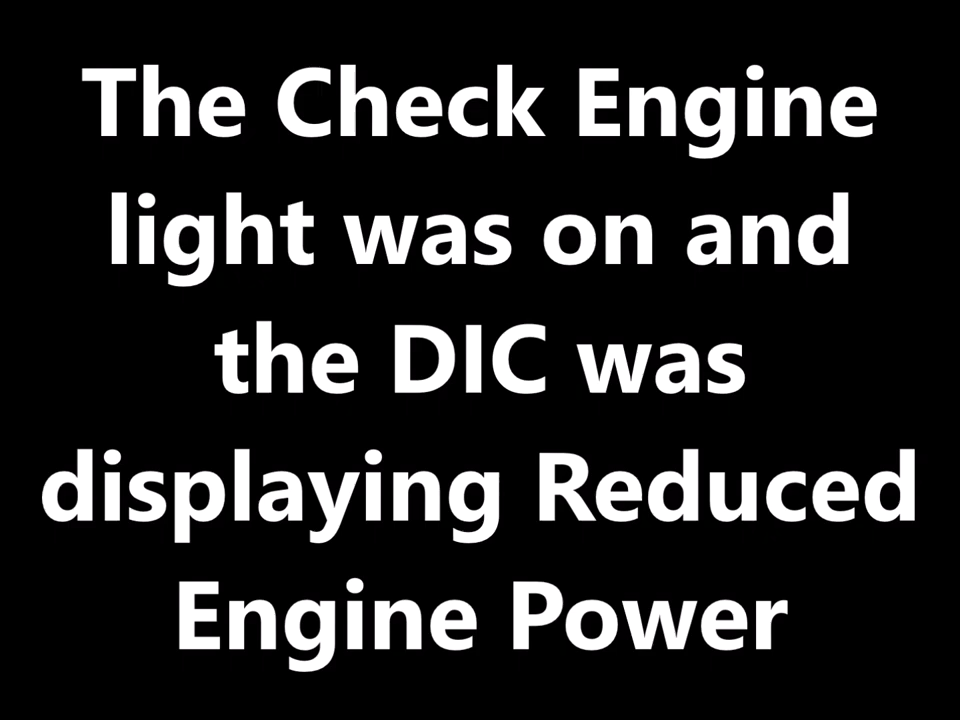 The Check Engine
light was on and
the DIC was
displaying Reduced
Engine Power